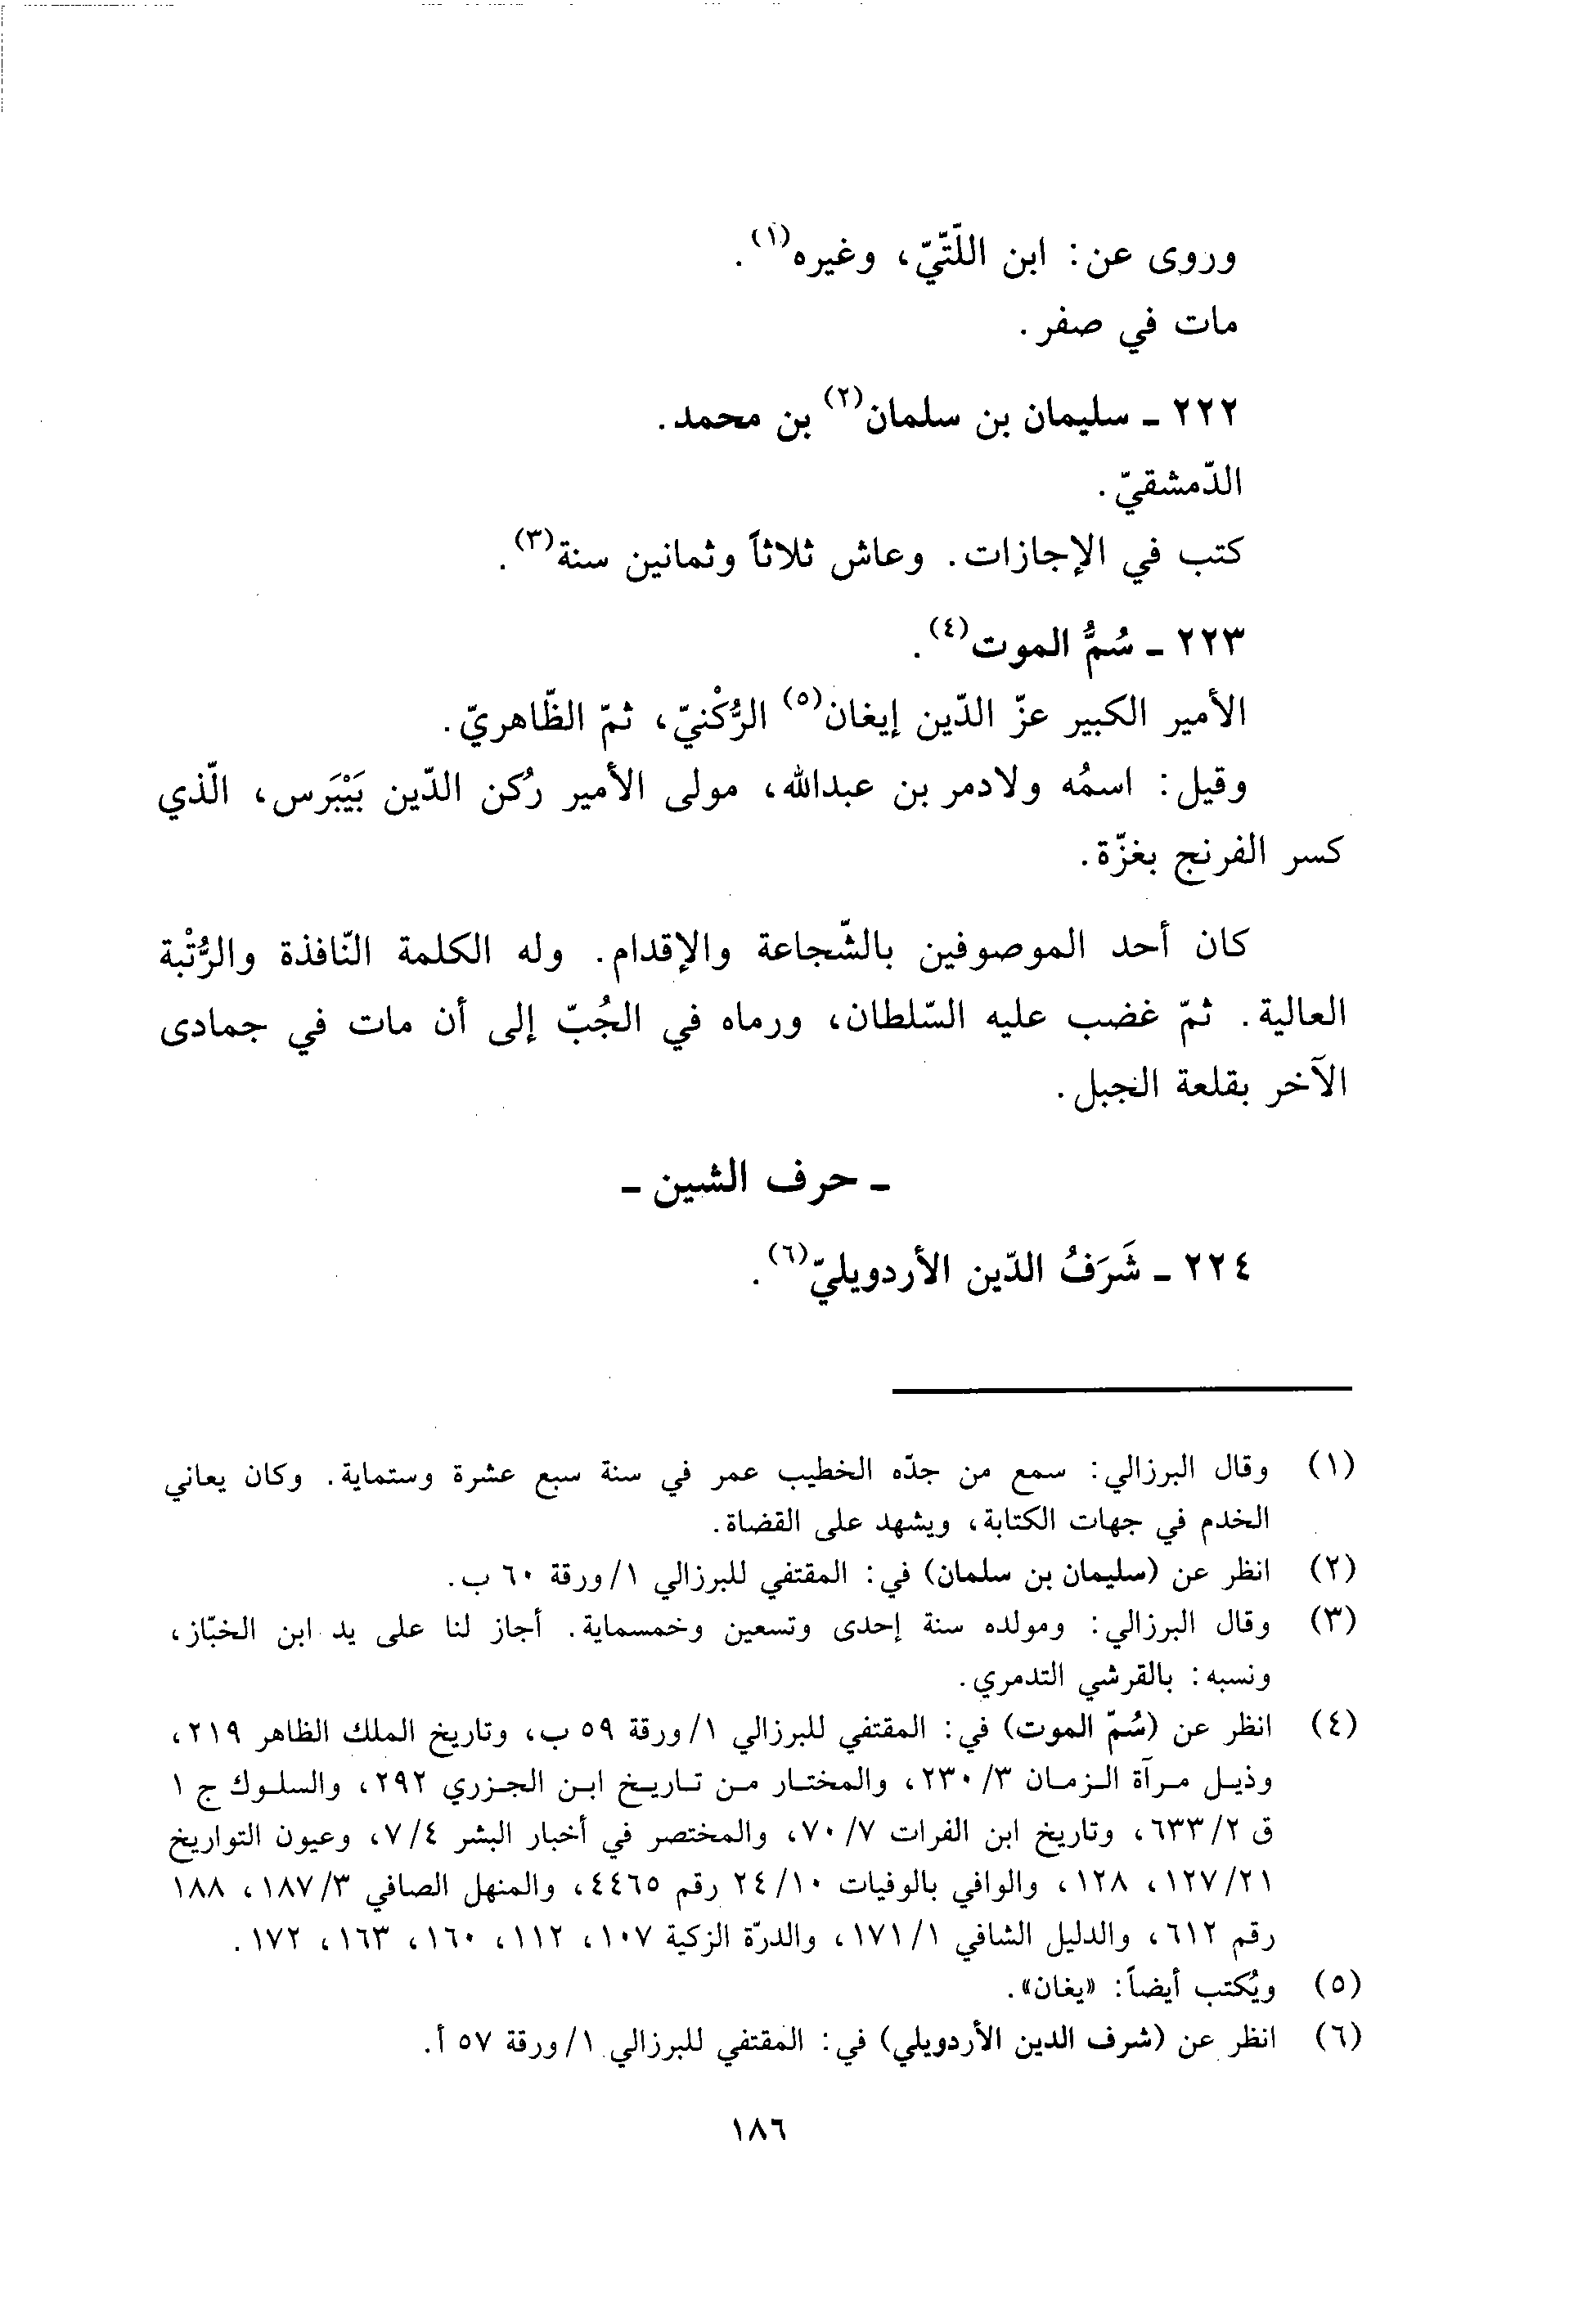 وروى عن: ابن اللّتّيّ، وغيره(١).
مات في صفر.
٢٢٢ ـ سليمان بن سلمان(٢) بن محمد.
الدّمشقيّ.
كتب في الإجازات. وعاش ثلاثاً وثمانين سنة(٣).
٢٢٣ ـ سُمُّ الموت(٤).
الأمير الكبير عزّ الدّين إيغان(٥) الرُّكْنيّ، ثمّ الظّاهريّ.
وقيل: اسمُه ولادمر بن عبدالله، مولى الأمير رُكن الدّين بَيْبَرس، الّذي
كسر الفرنج بغزّة.
كان أحد الموصوفين بالشّجاعة والإقدام. وله الكلمة النّافذة والرُّتْبة
العالية. ثمّ غضب عليه السّلطان، ورماه في الجُبّ إلى أن مات في جمادى
الآخر بقلعة الجبل.
ـ حرف الشين ـ
٢٢٤ ـ شَرَفُ الدّين الأردويليّ(٦).
(١) وقال البرزالي: سمع من جدّه الخطيب عمر في سنة سبع عشرة وستماية. وكان يعاني
الخدم في جهات الكتابة، ويشهد على القضاة.
(٢) انظر عن (سليمان بن سلمان) في: المقتفي للبرزالي ١/ورقة ٦٠ ب.
(٣) وقال البرزالي: ومولده سنة إحدى وتسعين وخمسماية. أجاز لنا على يد ابن الخبّاز،
ونسبه: بالقرشي التدمري.
(٤) انظر عن (سُمّ الموت) في: المقتفي للبرزالي ١/ورقة ٥٩ ب، وتاريخ الملك الظاهر ٢١٩،
وذيل مرآة الزمان ٢٣٠/٣، والمختار من تاريخ ابن الجزري ٢٩٢، والسلوك ج ١
ق ٦٣٣/٢، وتاريخ ابن الفرات ٧٠/٧، والمختصر في أخبار البشر ٧/٤، وعيون التواريخ
١٢٧/٢١، ١٢٨، والوافي بالوفيات ٢٤/١٠ رقم ٤٤٦٥، والمنهل الصافي ١٨٧/٣، ١٨٨
رقم ٦١٢، والدليل الشافي ١٧١/١، والدرّة الزكية ١٠٧، ١١٢، ١٦٠، ١٦٣، ١٧٢.
(٥) ويُكتب أيضاً: «يغان».
(٦) انظر عن (شرف الدين الأردويلي) في: المقتفي للبرزالي ١/ورقة ٥٧ أ.
١٨٦